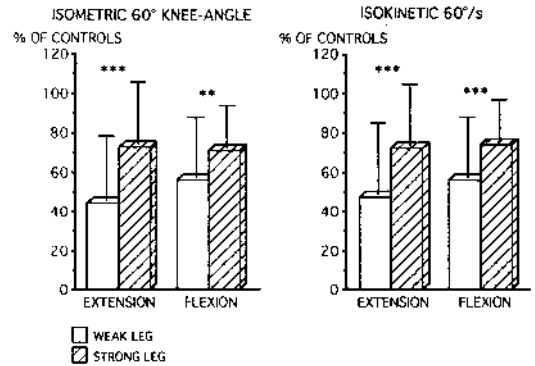 ISOMETRIC 60° KNEE-ANGLE
% OF CONTROLS
120
100
80
60
40
20
0
***
**
EXTENSION FLEXION
WEAK LEG
STRONG LEG
ISOKINETIC 60°/s
% OF CONTROLS
120
100
80
60
40
20
0
***
***
EXTENSION FLEXION